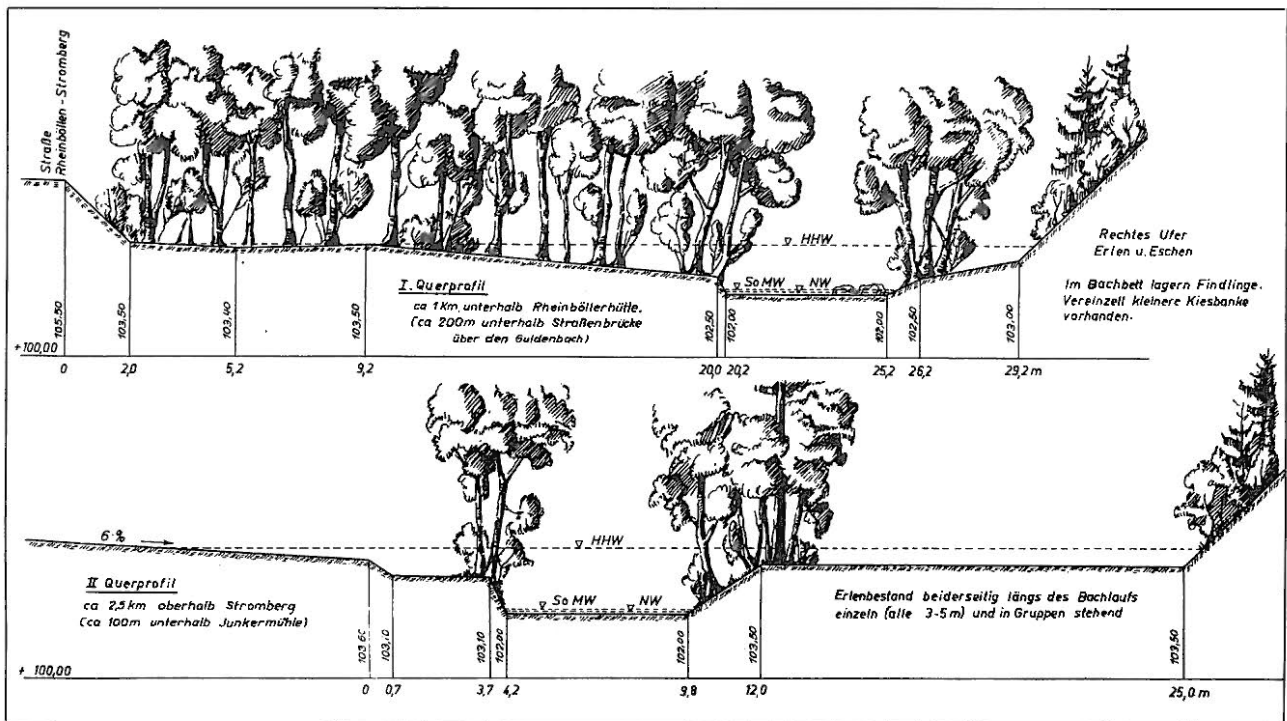 Straße
Rheinböllen - Stromberg
HHW
Rechtes Ufer
Erlen u. Eschen
Im Bachbett lagern Findlinge.
Vereinzelt kleinere Kiesbanke
vorhanden.
I. Querprofil
ca 1 Km. unterhalb Rheinböllerhütte.
(ca 200m unterhalb Straßenbrücke
über den Guldenbach)
So MW NW
105,50 103,50 103,40 103,50 102,50 102,00 102,00 102,50 103,00
+100,00
0 2,0 5,2 9,2 20,0 20,2 25,2 26,2 29,2 m
6 %
HHW
II Querprofil
ca 2,5 km oberhalb Stromberg
(ca 100m unterhalb Junkermühle)
So MW NW
Erlenbestand beiderseitig längs des Bachlaufs
einzeln (alle 3-5 m) und in Gruppen stehend
103,60 103,10 103,10 102,00 102,00 103,50 103,50
+ 100,00
0 0,7 3,7 4,2 9,8 12,0 25,0 m